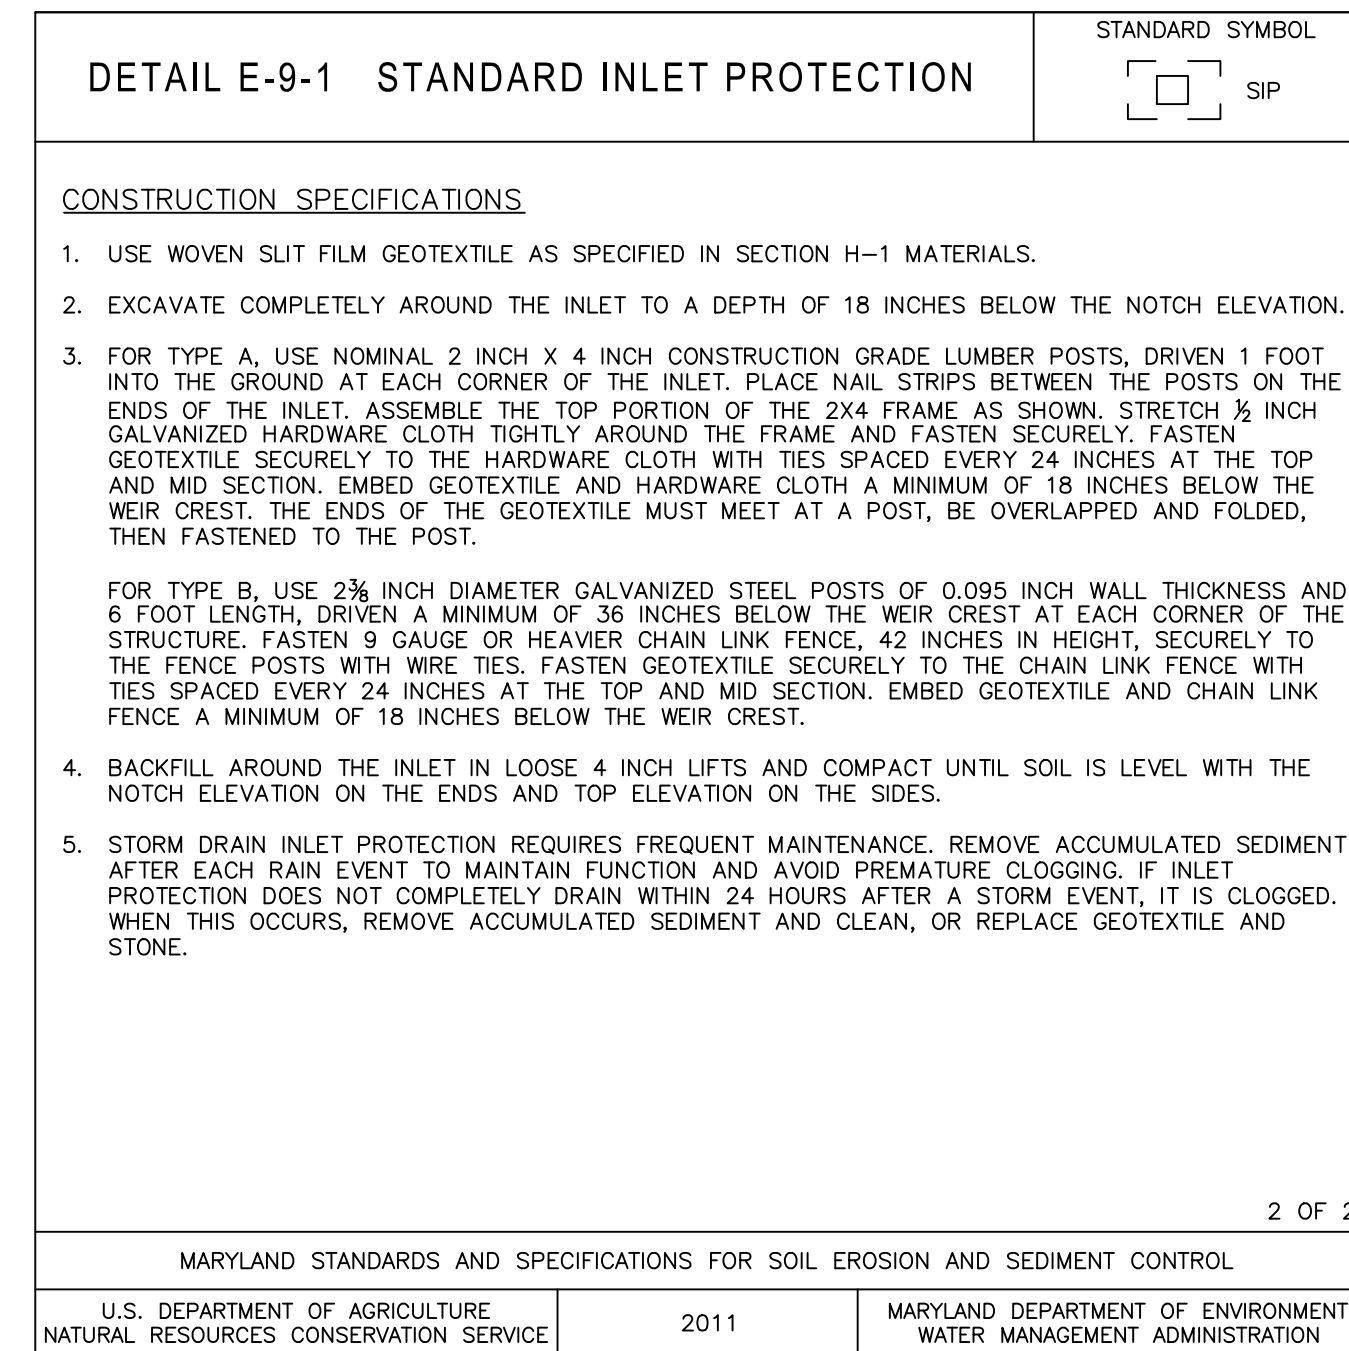 DETAIL E-9-1 STANDARD INLET PROTECTION
STANDARD SYMBOL
SIP
CONSTRUCTION SPECIFICATIONS
1. USE WOVEN SLIT FILM GEOTEXTILE AS SPECIFIED IN SECTION H-1 MATERIALS.
2. EXCAVATE COMPLETELY AROUND THE INLET TO A DEPTH OF 18 INCHES BELOW THE NOTCH ELEVATION.
3. FOR TYPE A, USE NOMINAL 2 INCH X 4 INCH CONSTRUCTION GRADE LUMBER POSTS, DRIVEN 1 FOOT
INTO THE GROUND AT EACH CORNER OF THE INLET. PLACE NAIL STRIPS BETWEEN THE POSTS ON THE
ENDS OF THE INLET. ASSEMBLE THE TOP PORTION OF THE 2X4 FRAME AS SHOWN. STRETCH ½ INCH
GALVANIZED HARDWARE CLOTH TIGHTLY AROUND THE FRAME AND FASTEN SECURELY. FASTEN
GEOTEXTILE SECURELY TO THE HARDWARE CLOTH WITH TIES SPACED EVERY 24 INCHES AT THE TOP
AND MID SECTION. EMBED GEOTEXTILE AND HARDWARE CLOTH A MINIMUM OF 18 INCHES BELOW THE
WEIR CREST. THE ENDS OF THE GEOTEXTILE MUST MEET AT A POST, BE OVERLAPPED AND FOLDED,
THEN FASTENED TO THE POST.
FOR TYPE B, USE 2⅜ INCH DIAMETER GALVANIZED STEEL POSTS OF 0.095 INCH WALL THICKNESS AND
6 FOOT LENGTH, DRIVEN A MINIMUM OF 36 INCHES BELOW THE WEIR CREST AT EACH CORNER OF THE
STRUCTURE. FASTEN 9 GAUGE OR HEAVIER CHAIN LINK FENCE, 42 INCHES IN HEIGHT, SECURELY TO
THE FENCE POSTS WITH WIRE TIES. FASTEN GEOTEXTILE SECURELY TO THE CHAIN LINK FENCE WITH
TIES SPACED EVERY 24 INCHES AT THE TOP AND MID SECTION. EMBED GEOTEXTILE AND CHAIN LINK
FENCE A MINIMUM OF 18 INCHES BELOW THE WEIR CREST.
4. BACKFILL AROUND THE INLET IN LOOSE 4 INCH LIFTS AND COMPACT UNTIL SOIL IS LEVEL WITH THE
NOTCH ELEVATION ON THE ENDS AND TOP ELEVATION ON THE SIDES.
5. STORM DRAIN INLET PROTECTION REQUIRES FREQUENT MAINTENANCE. REMOVE ACCUMULATED SEDIMENT
AFTER EACH RAIN EVENT TO MAINTAIN FUNCTION AND AVOID PREMATURE CLOGGING. IF INLET
PROTECTION DOES NOT COMPLETELY DRAIN WITHIN 24 HOURS AFTER A STORM EVENT, IT IS CLOGGED.
WHEN THIS OCCURS, REMOVE ACCUMULATED SEDIMENT AND CLEAN, OR REPLACE GEOTEXTILE AND
STONE.
2 OF 2
MARYLAND STANDARDS AND SPECIFICATIONS FOR SOIL EROSION AND SEDIMENT CONTROL
U.S. DEPARTMENT OF AGRICULTURE
NATURAL RESOURCES CONSERVATION SERVICE
2011
MARYLAND DEPARTMENT OF ENVIRONMENT
WATER MANAGEMENT ADMINISTRATION